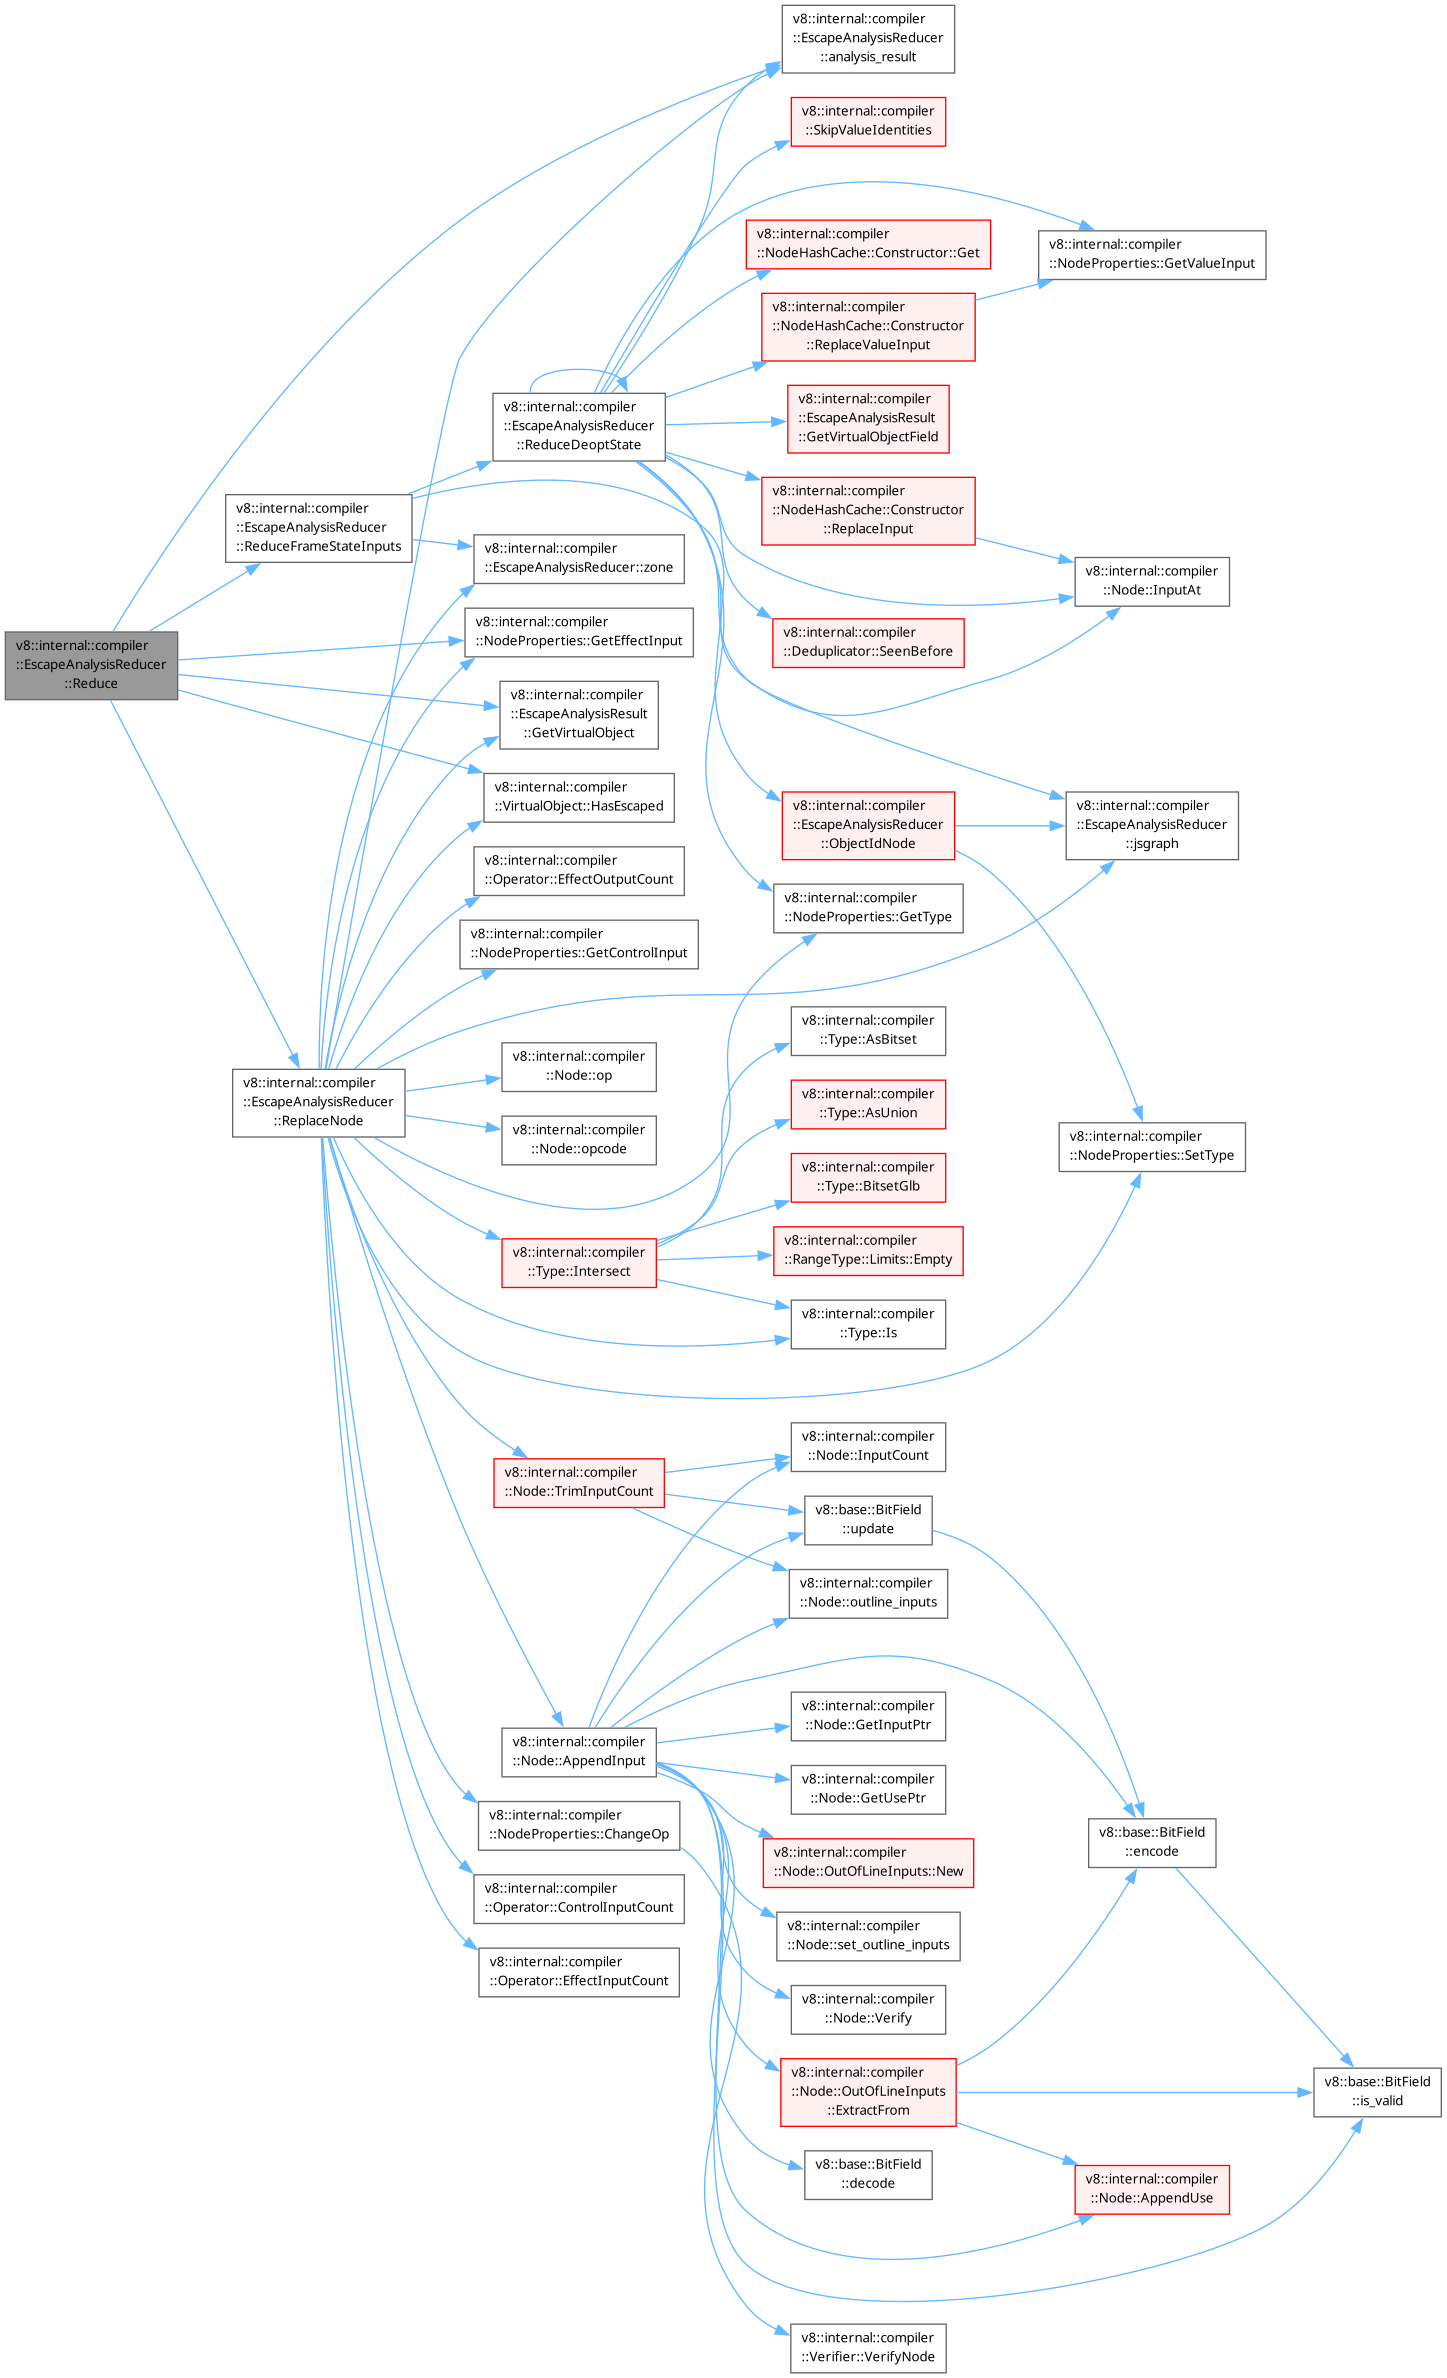 v8::internal::compiler
::EscapeAnalysisReducer
::analysis_result
v8::internal::compiler
::SkipValueIdentities
v8::internal::compiler
::NodeHashCache::Constructor::Get
v8::internal::compiler
::NodeProperties::GetValueInput
v8::internal::compiler
::NodeHashCache::Constructor
::ReplaceValueInput
v8::internal::compiler
::EscapeAnalysisResult
::GetVirtualObjectField
v8::internal::compiler
::EscapeAnalysisReducer
::ReduceDeoptState
v8::internal::compiler
::NodeHashCache::Constructor
::ReplaceInput
v8::internal::compiler
::EscapeAnalysisReducer
::ReduceFrameStateInputs
v8::internal::compiler
::EscapeAnalysisReducer::zone
v8::internal::compiler
::Node::InputAt
v8::internal::compiler
::NodeProperties::GetEffectInput
v8::internal::compiler
::Deduplicator::SeenBefore
v8::internal::compiler
::EscapeAnalysisReducer
::Reduce
v8::internal::compiler
::EscapeAnalysisResult
::GetVirtualObject
v8::internal::compiler
::VirtualObject::HasEscaped
v8::internal::compiler
::EscapeAnalysisReducer
::ObjectIdNode
v8::internal::compiler
::EscapeAnalysisReducer
::jsgraph
v8::internal::compiler
::Operator::EffectOutputCount
v8::internal::compiler
::NodeProperties::GetType
v8::internal::compiler
::NodeProperties::GetControlInput
v8::internal::compiler
::Type::AsBitset
v8::internal::compiler
::Node::op
v8::internal::compiler
::EscapeAnalysisReducer
::ReplaceNode
v8::internal::compiler
::Type::AsUnion
v8::internal::compiler
::Node::opcode
v8::internal::compiler
::NodeProperties::SetType
v8::internal::compiler
::Type::BitsetGlb
v8::internal::compiler
::Type::Intersect
v8::internal::compiler
::RangeType::Limits::Empty
v8::internal::compiler
::Type::Is
v8::internal::compiler
::Node::InputCount
v8::internal::compiler
::Node::TrimInputCount
v8::base::BitField
::update
v8::internal::compiler
::Node::outline_inputs
v8::internal::compiler
::Node::GetInputPtr
v8::internal::compiler
::Node::AppendInput
v8::internal::compiler
::Node::GetUsePtr
v8::internal::compiler
::NodeProperties::ChangeOp
v8::base::BitField
::encode
v8::internal::compiler
::Node::OutOfLineInputs::New
v8::internal::compiler
::Operator::ControlInputCount
v8::internal::compiler
::Node::set_outline_inputs
v8::internal::compiler
::Operator::EffectInputCount
v8::internal::compiler
::Node::Verify
v8::internal::compiler
::Node::OutOfLineInputs
::ExtractFrom
v8::base::BitField
::is_valid
v8::base::BitField
::decode
v8::internal::compiler
::Node::AppendUse
v8::internal::compiler
::Verifier::VerifyNode